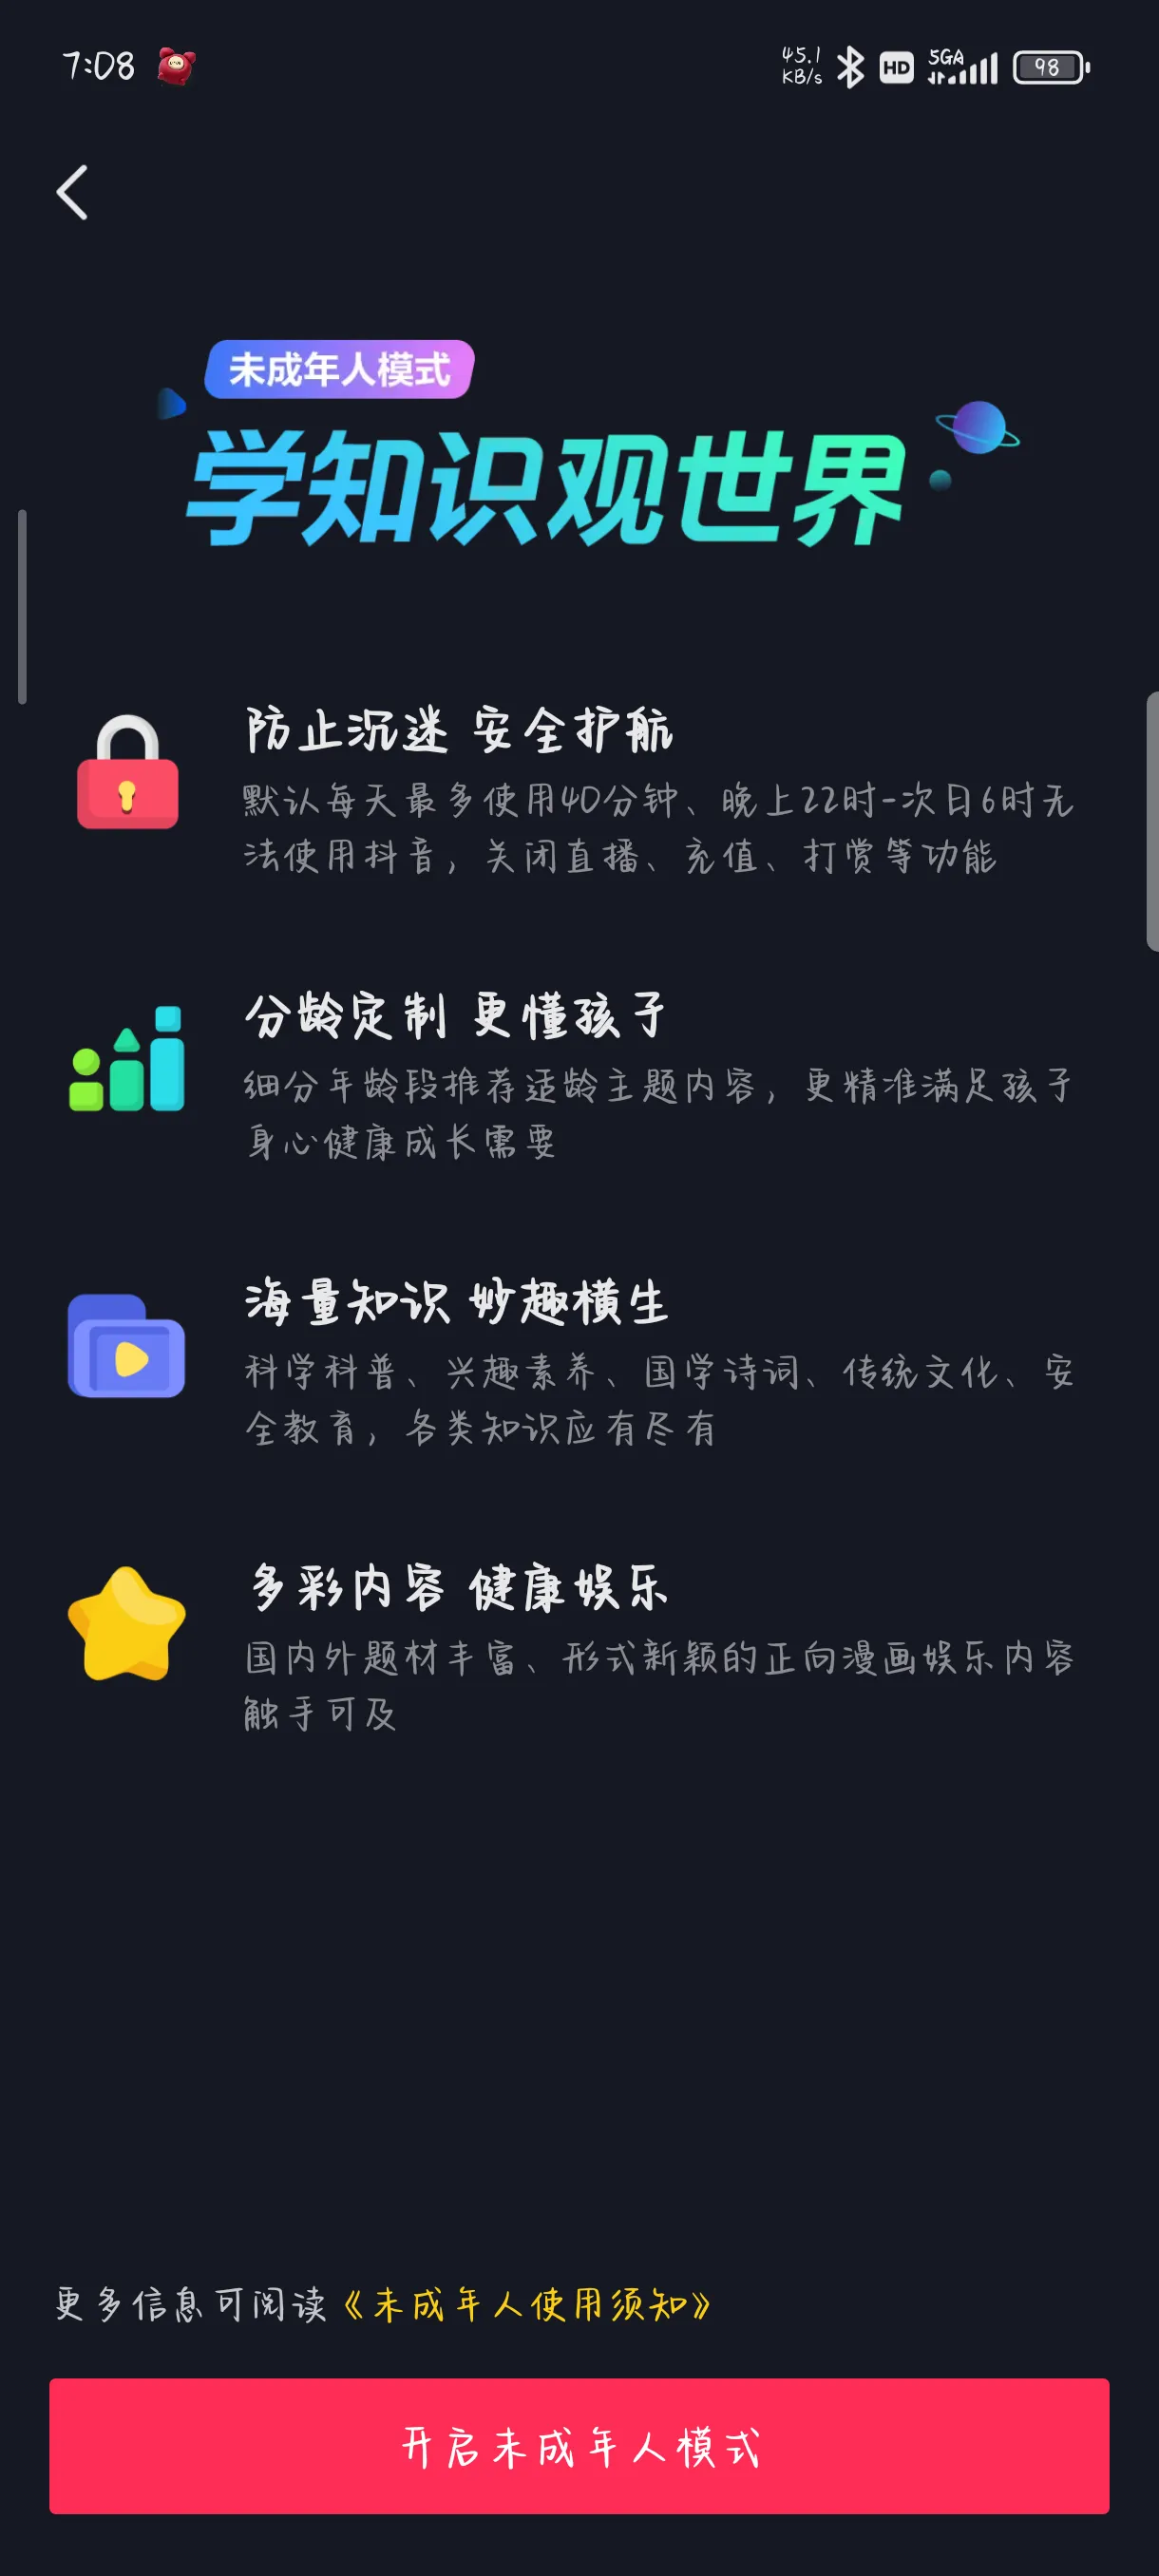 7:08
45.1
KB/s
HD
5GA
98
未成年人模式
学知识观世界
防止沉迷 安全护航
默认每天最多使用40分钟、晚上22时-次日6时无
法使用抖音，关闭直播、充值、打赏等功能
分龄定制 更懂孩子
细分年龄段推荐适龄主题内容，更精准满足孩子
身心健康成长需要
海量知识 妙趣横生
科学科普、兴趣素养、国学诗词、传统文化、安
全教育，各类知识应有尽有
多彩内容 健康娱乐
国内外题材丰富、形式新颖的正向漫画娱乐内容
触手可及
更多信息可阅读《未成年人使用须知》
开启未成年人模式